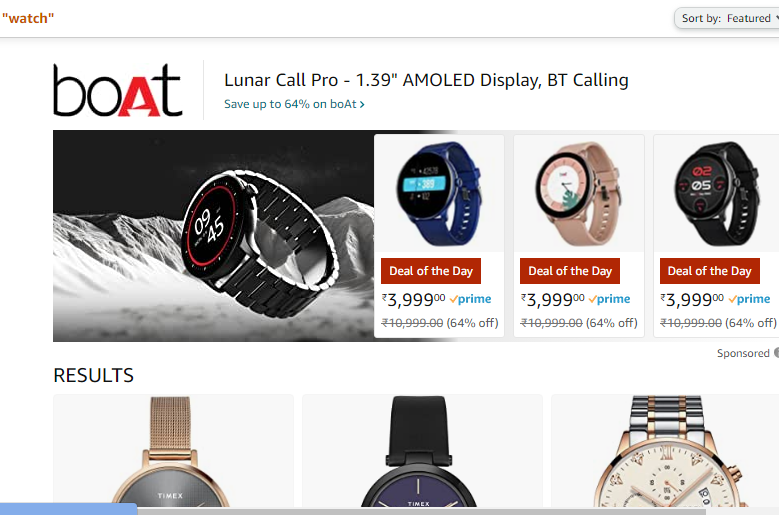 "watch"
Sort by: Featured
boAt
Lunar Call Pro - 1.39" AMOLED Display, BT Calling
Save up to 64% on boAt ›
09
45
02
05
Deal of the Day
Deal of the Day
Deal of the Day
₹3,99900 prime
₹3,99900 prime
₹3,99900 prime
₹10,999.00 (64% off)
₹10,999.00 (64% off)
₹10,999.00 (64% off)
Sponsored
RESULTS
TIMEX
TIMEX